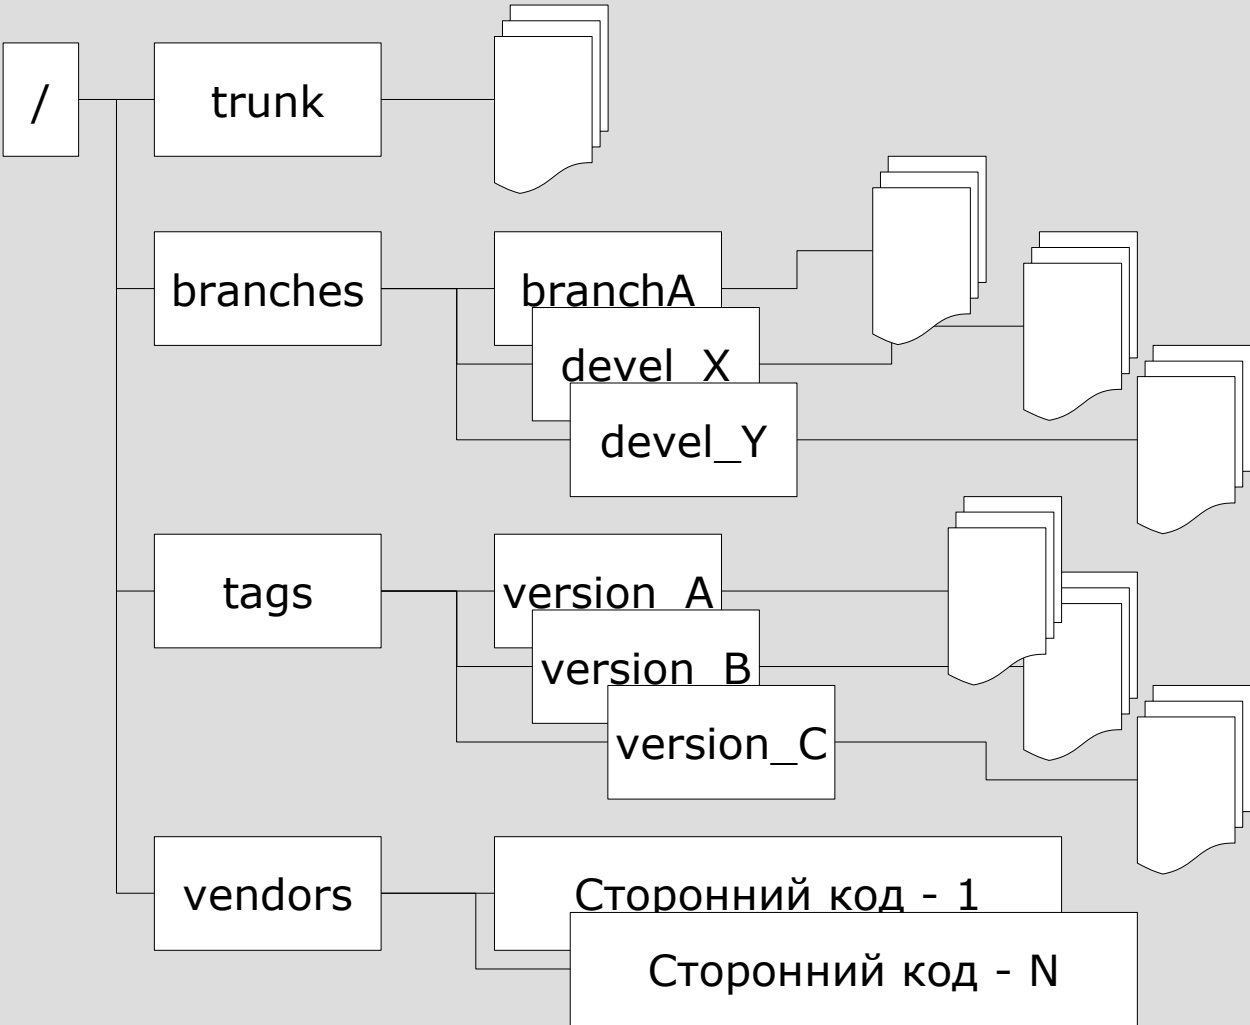 /
trunk
branches
branchA
devel_X
devel_Y
tags
version_A
version_B
version_C
vendors
Сторонний код - 1
Сторонний код - N